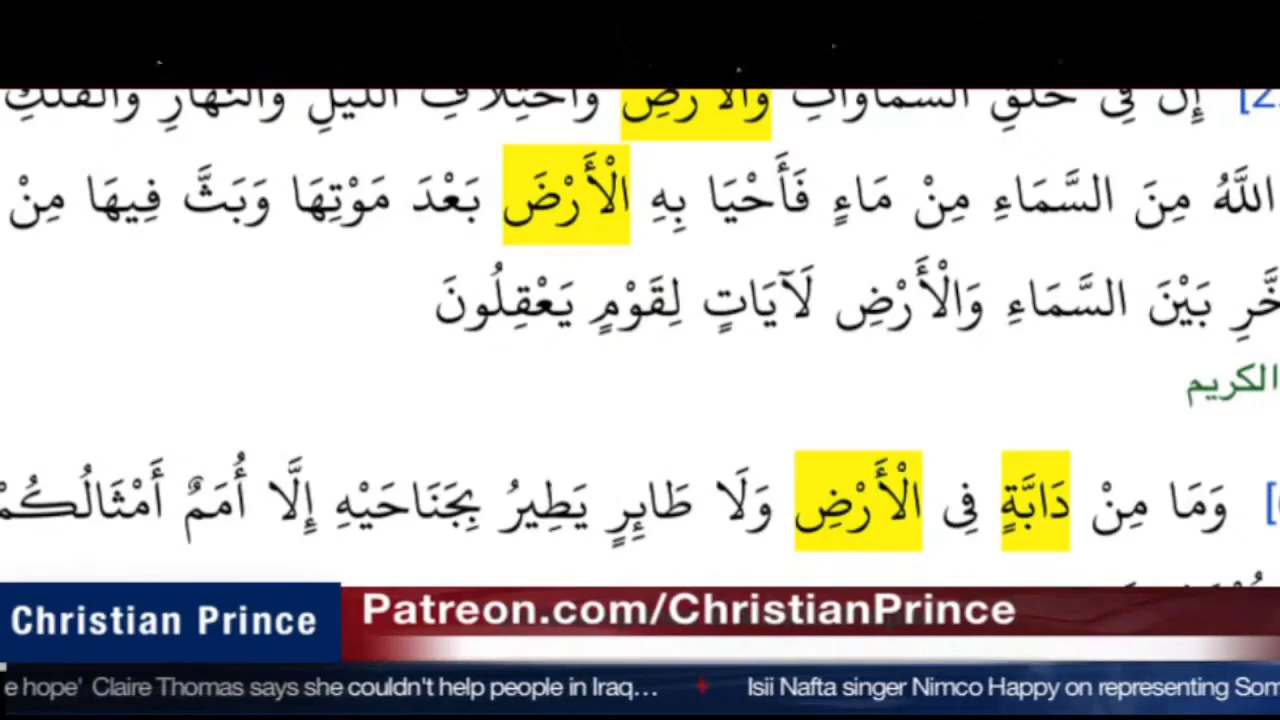 إِنَّ فِى خَلْقِ السَّمَاوَاتِ وَالْأَرْضِ وَاخْتِلَافِ اللَّيْلِ وَالنَّهَارِ وَالْفُلْكِ
اللَّهُ مِنَ السَّمَاءِ مِنْ مَاءٍ فَأَحْيَا بِهِ الْأَرْضَ بَعْدَ مَوْتِهَا وَبَثَّ فِيهَا مِنْ
خَّرِ بَيْنَ السَّمَاءِ وَالْأَرْضِ لَآيَاتٍ لِقَوْمٍ يَعْقِلُونَ
الكريم
وَمَا مِنْ دَابَّةٍ فِى الْأَرْضِ وَلَا طَائِرٍ يَطِيرُ بِجَنَاحَيْهِ إِلَّا أُمَمٌ أَمْثَالُكُمْ
Christian Prince
Patreon.com/ChristianPrince
e hope' Claire Thomas says she couldn't help people in Iraq... Isii Nafta singer Nimco Happy on representing Som